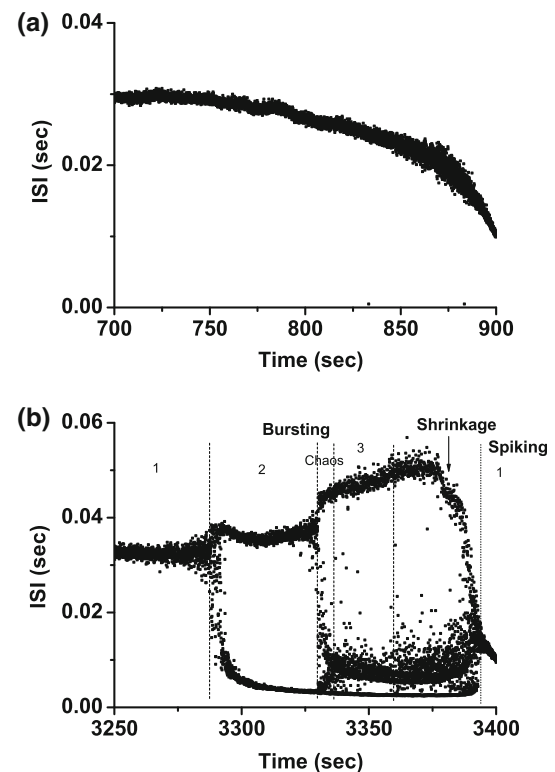 (a)
0.04
0.02
0.00
ISI (sec)
700 750 800 850 900
Time (sec)
(b)
0.06
0.04
0.02
0.00
ISI (sec)
Shrinkage
Bursting
Spiking
Chaos
1 2 3 1
3250 3300 3350 3400
Time (sec)